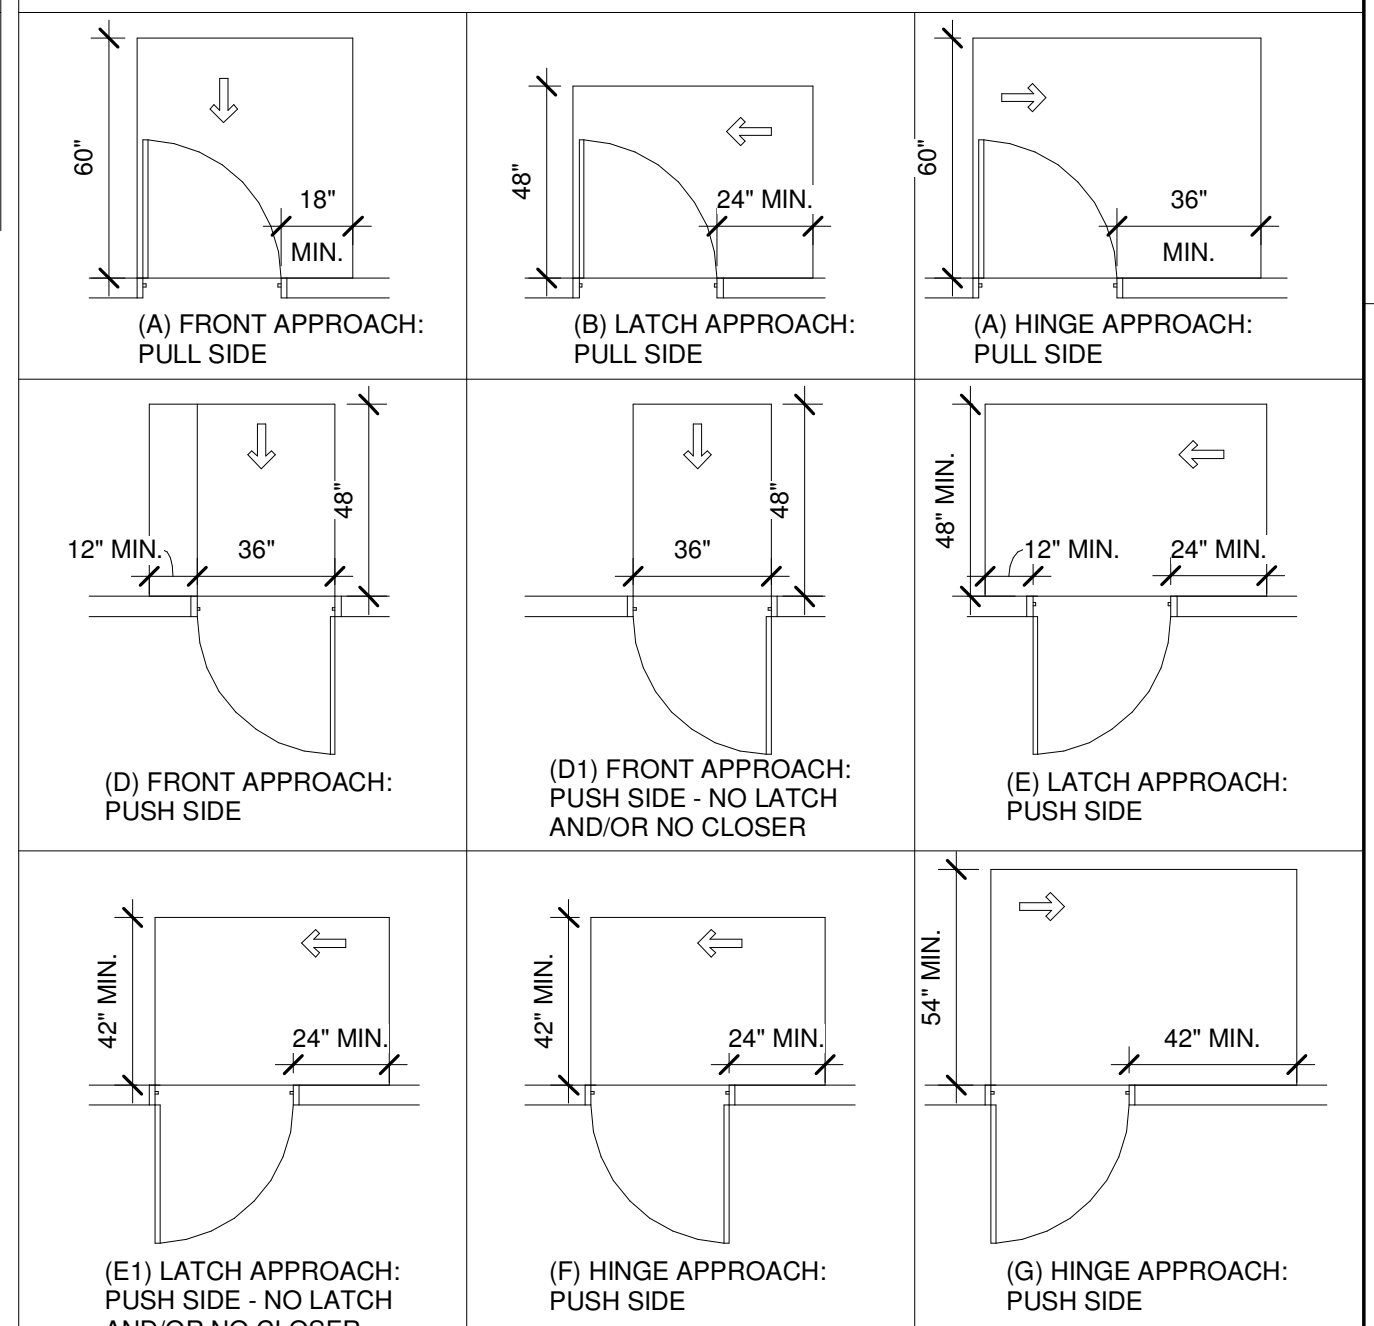 60"
18"
MIN.
(A) FRONT APPROACH:
PULL SIDE
48"
24" MIN.
(B) LATCH APPROACH:
PULL SIDE
60"
36"
MIN.
(A) HINGE APPROACH:
PULL SIDE
48"
12" MIN.
36"
(D) FRONT APPROACH:
PUSH SIDE
48"
36"
(D1) FRONT APPROACH:
PUSH SIDE - NO LATCH
AND/OR NO CLOSER
48" MIN.
12" MIN.
24" MIN.
(E) LATCH APPROACH:
PUSH SIDE
42" MIN.
24" MIN.
(E1) LATCH APPROACH:
PUSH SIDE - NO LATCH
AND/OR NO CLOSER
42" MIN.
24" MIN.
(F) HINGE APPROACH:
PUSH SIDE
54" MIN.
42" MIN.
(G) HINGE APPROACH:
PUSH SIDE